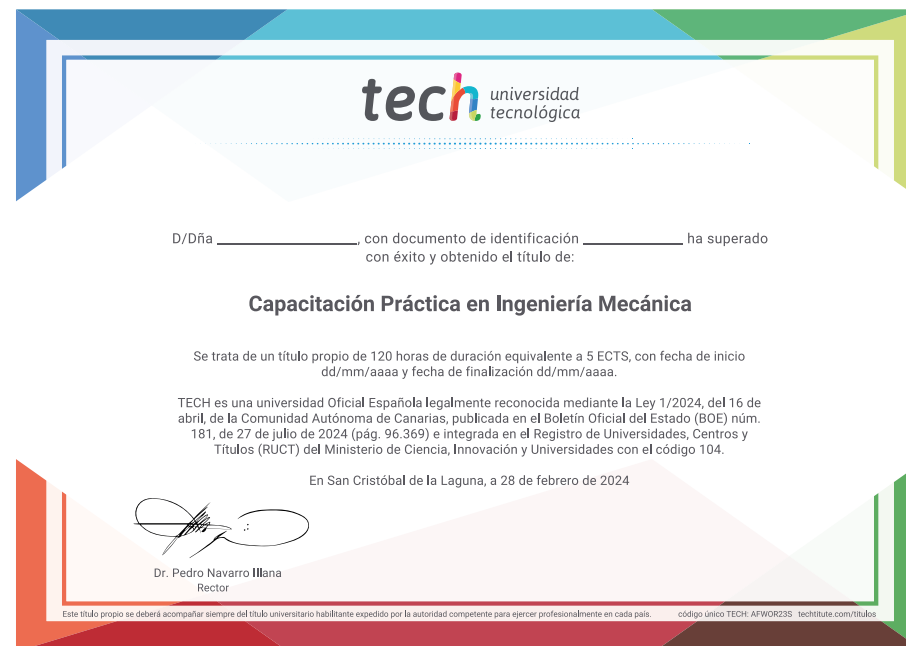 tech universidad
tecnológica
D/Dña ____________________, con documento de identificación ______________ ha superado
con éxito y obtenido el título de:
Capacitación Práctica en Ingeniería Mecánica
Se trata de un título propio de 120 horas de duración equivalente a 5 ECTS, con fecha de inicio
dd/mm/aaaa y fecha de finalización dd/mm/aaaa.
TECH es una universidad Oficial Española legalmente reconocida mediante la Ley 1/2024, del 16 de
abril, de la Comunidad Autónoma de Canarias, publicada en el Boletín Oficial del Estado (BOE) núm.
181, de 27 de julio de 2024 (pág. 96.369) e integrada en el Registro de Universidades, Centros y
Títulos (RUCT) del Ministerio de Ciencia, Innovación y Universidades con el código 104.
En San Cristóbal de la Laguna, a 28 de febrero de 2024
Dr. Pedro Navarro Illana
Rector
Este título propio se deberá acompañar siempre del título universitario habilitante expedido por la autoridad competente para ejercer profesionalmente en cada país. código único TECH: AFWOR23S techtitute.com/titulos